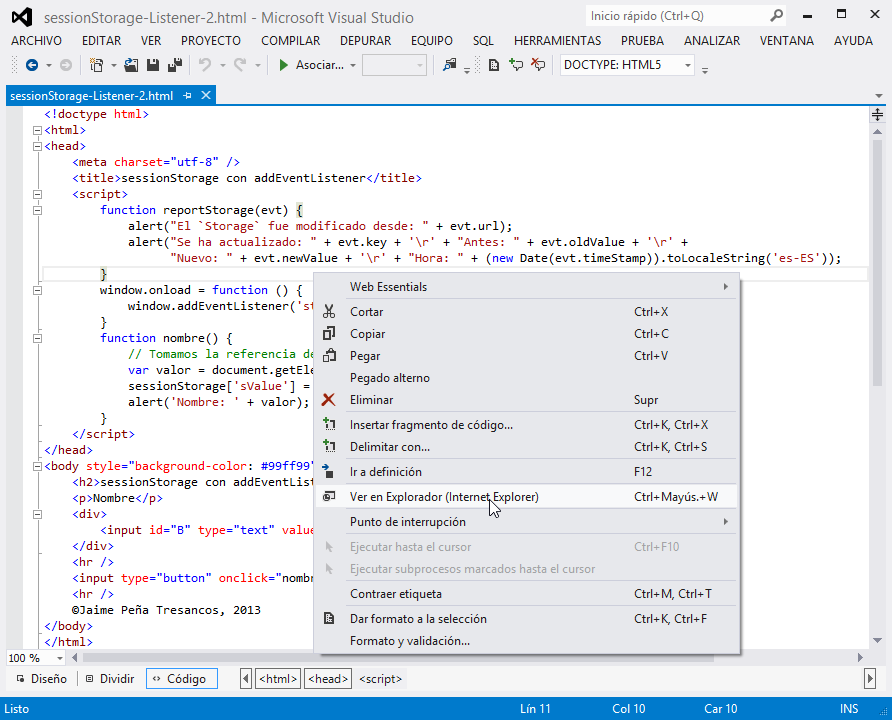 sessionStorage-Listener-2.html - Microsoft Visual Studio
Inicio rápido (Ctrl+Q)
ARCHIVO EDITAR VER PROYECTO COMPILAR DEPURAR EQUIPO SQL HERRAMIENTAS PRUEBA ANALIZAR VENTANA AYUDA
Asociar... DOCTYPE: HTML5
sessionStorage-Listener-2.html
<!doctype html>
<html>
<head>
<meta charset="utf-8" />
<title>sessionStorage con addEventListener</title>
<script>
function reportStorage(evt) {
alert("El `Storage` fue modificado desde: " + evt.url);
alert("Se ha actualizado: " + evt.key + '\r' + "Antes: " + evt.oldValue + '\r' +
"Nuevo: " + evt.newValue + '\r' + "Hora: " + (new Date(evt.timeStamp)).toLocaleString('es-ES'));
}
window.onload = function () {
window.addEventListener('st
}
function nombre() {
// Tomamos la referencia de
var valor = document.getEle
sessionStorage['sValue'] =
alert('Nombre: ' + valor);
}
</script>
</head>
<body style="background-color: #99ff99"
<h2>sessionStorage con addEventList
<p>Nombre</p>
<div>
<input id="B" type="text" value
</div>
<hr />
<input type="button" onclick="nomb
<hr />
©Jaime Peña Tresancos, 2013
</body>
</html>
Web Essentials
Cortar Ctrl+X
Copiar Ctrl+C
Pegar Ctrl+V
Pegado alterno
Eliminar Supr
Insertar fragmento de código... Ctrl+K, Ctrl+X
Delimitar con... Ctrl+K, Ctrl+S
Ir a definición F12
Ver en Explorador (Internet Explorer) Ctrl+Mayús.+W
Punto de interrupción
Ejecutar hasta el cursor Ctrl+F10
Ejecutar subprocesos marcados hasta el cursor
Contraer etiqueta Ctrl+M, Ctrl+T
Dar formato a la selección Ctrl+K, Ctrl+F
Formato y validación...
100 %
Diseño Dividir Código <html> <head> <script>
Listo Lín 11 Col 10 Car 10 INS